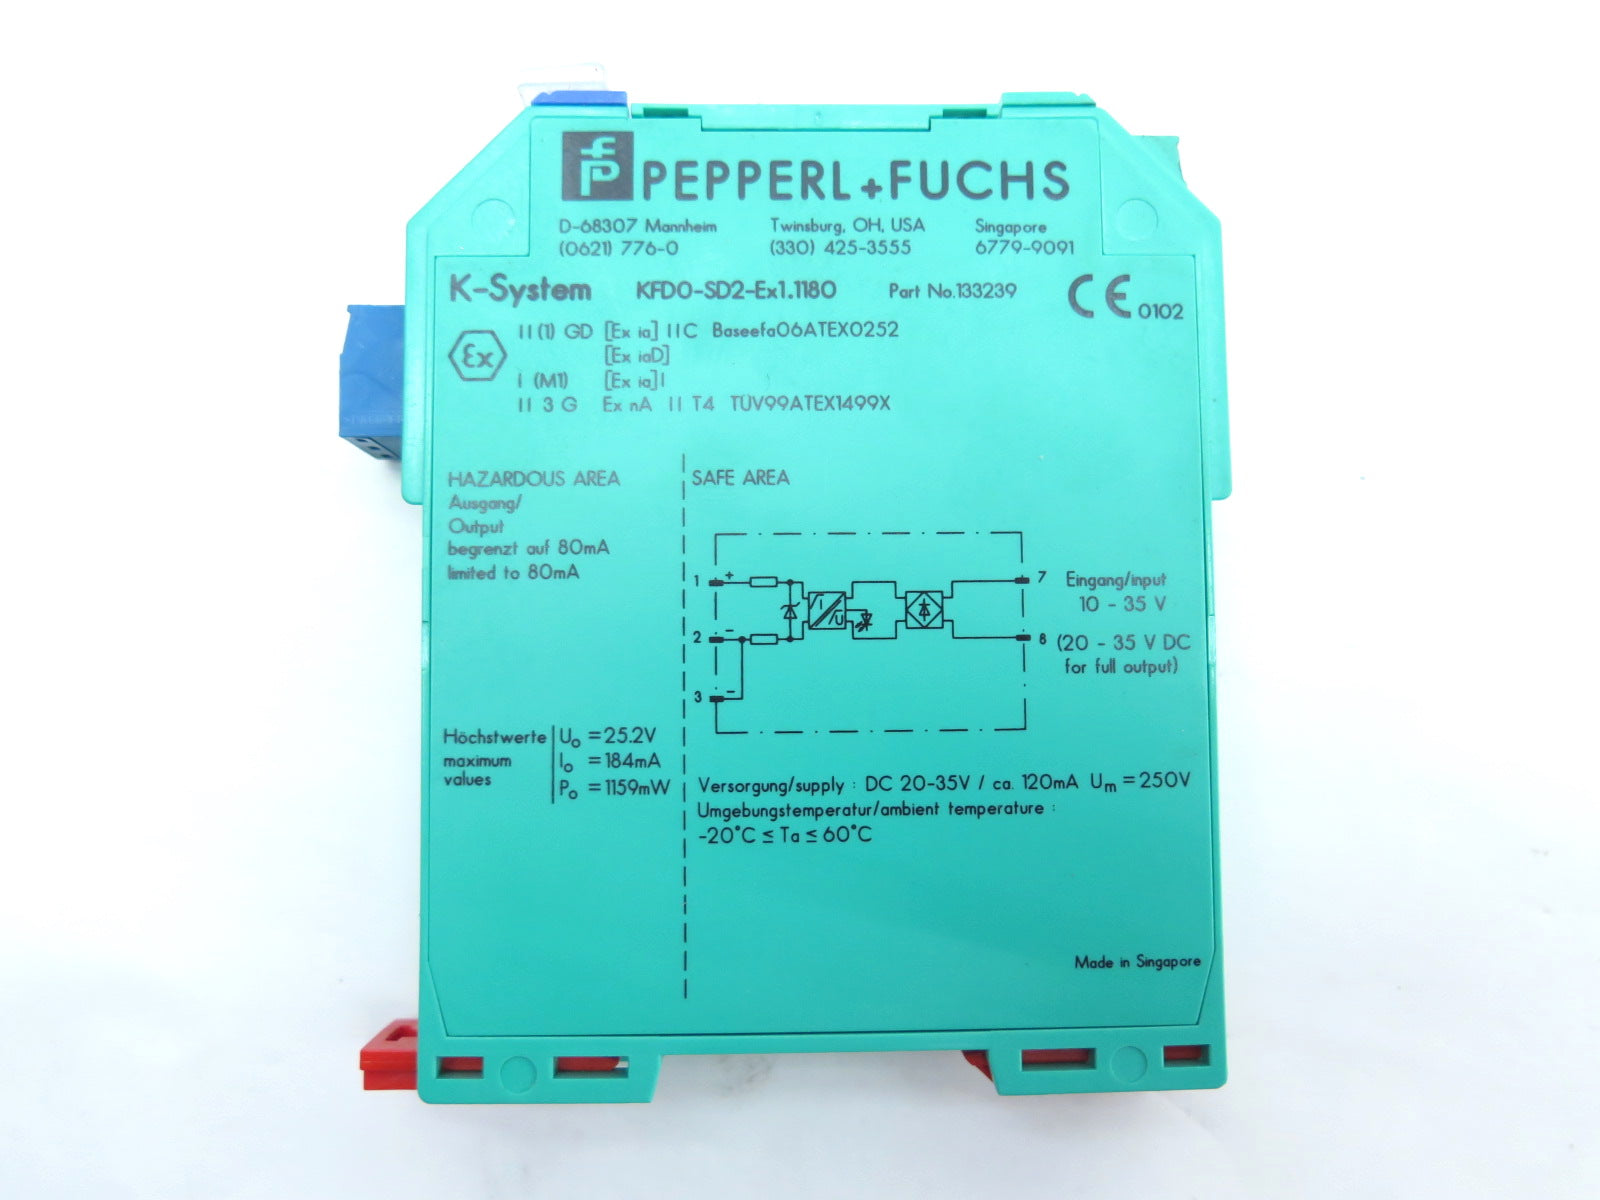 PEPPERL+FUCHS
D-68307 Mannheim Twinsburg, OH, USA Singapore
(0621) 776-0 (330) 425-3555 6779-9091
K-System KFD0-SD2-Ex1.1180 Part No.133239 CE 0102
Ex II (1) GD [Ex ia] IIC Baseefa06ATEX0252
[Ex iaD]
I (M1) [Ex ia] I
II 3 G Ex nA II T4 TÜV99ATEX1499X
HAZARDOUS AREA
Ausgang/
Output
begrenzt auf 80mA
limited to 80mA
SAFE AREA
1 + 7 Eingang/input
10 - 35 V
I U
2 - 8 (20 - 35 V DC
for full output)
3 -
Höchstwerte Uo = 25.2V
maximum Io = 184mA
values Po = 1159mW
Versorgung/supply : DC 20-35V / ca. 120mA Um = 250V
Umgebungstemperatur/ambient temperature :
-20°C ≤ Ta ≤ 60°C
Made in Singapore